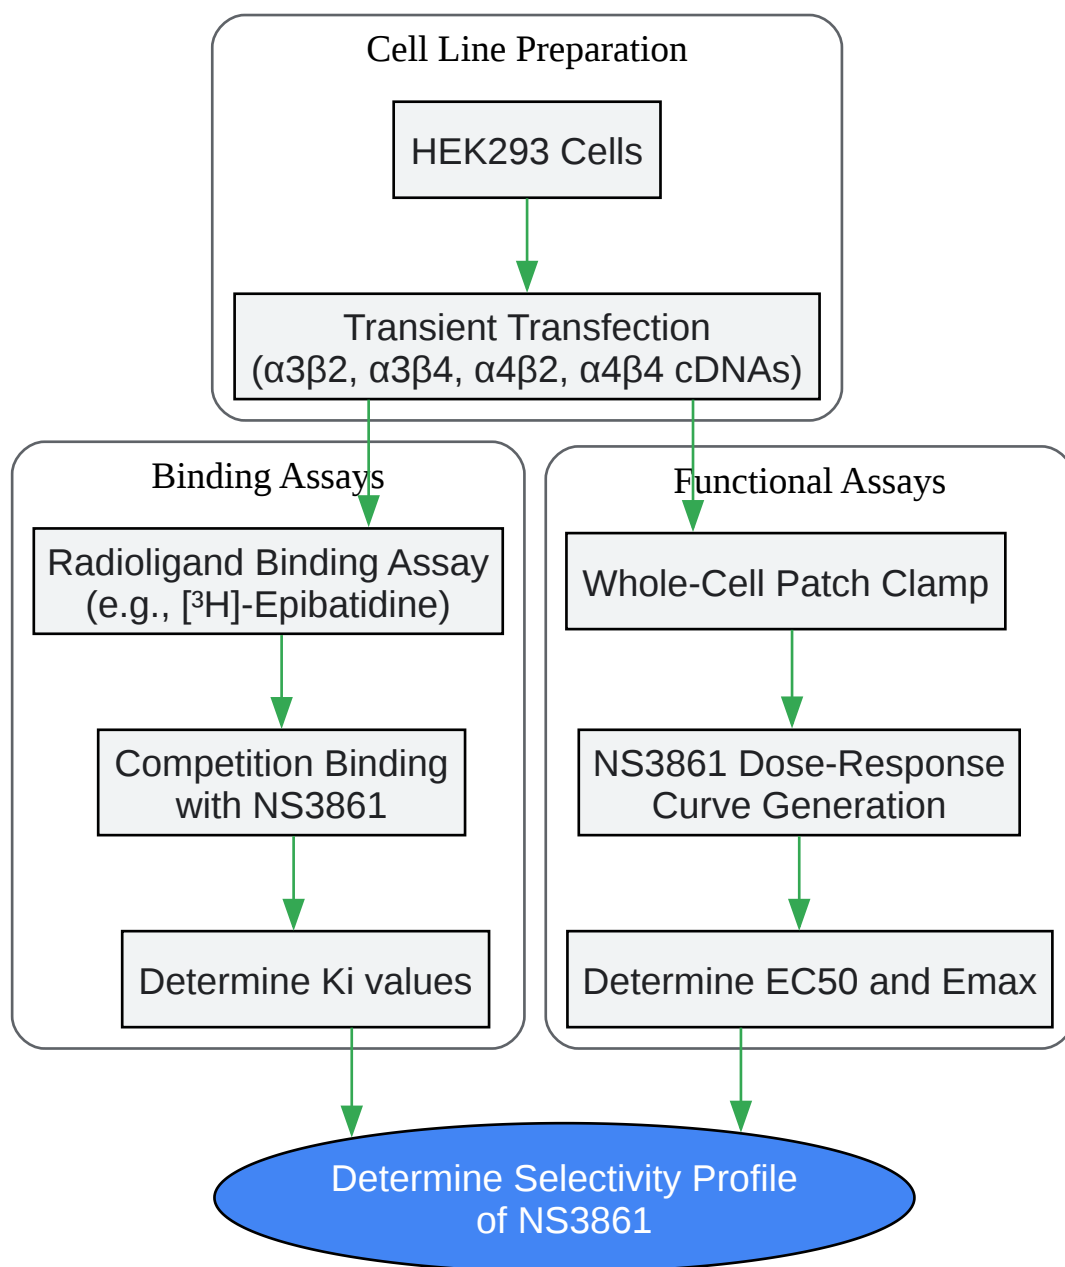 Cell Line Preparation
HEK293 Cells
Transient Transfection
(α3β2, α3β4, α4β2, α4β4 cDNAs)
Binding Assays
Radioligand Binding Assay
(e.g., [³H]-Epibatidine)
Competition Binding
with NS3861
Determine Ki values
Functional Assays
Whole-Cell Patch Clamp
NS3861 Dose-Response
Curve Generation
Determine EC50 and Emax
Determine Selectivity Profile
of NS3861